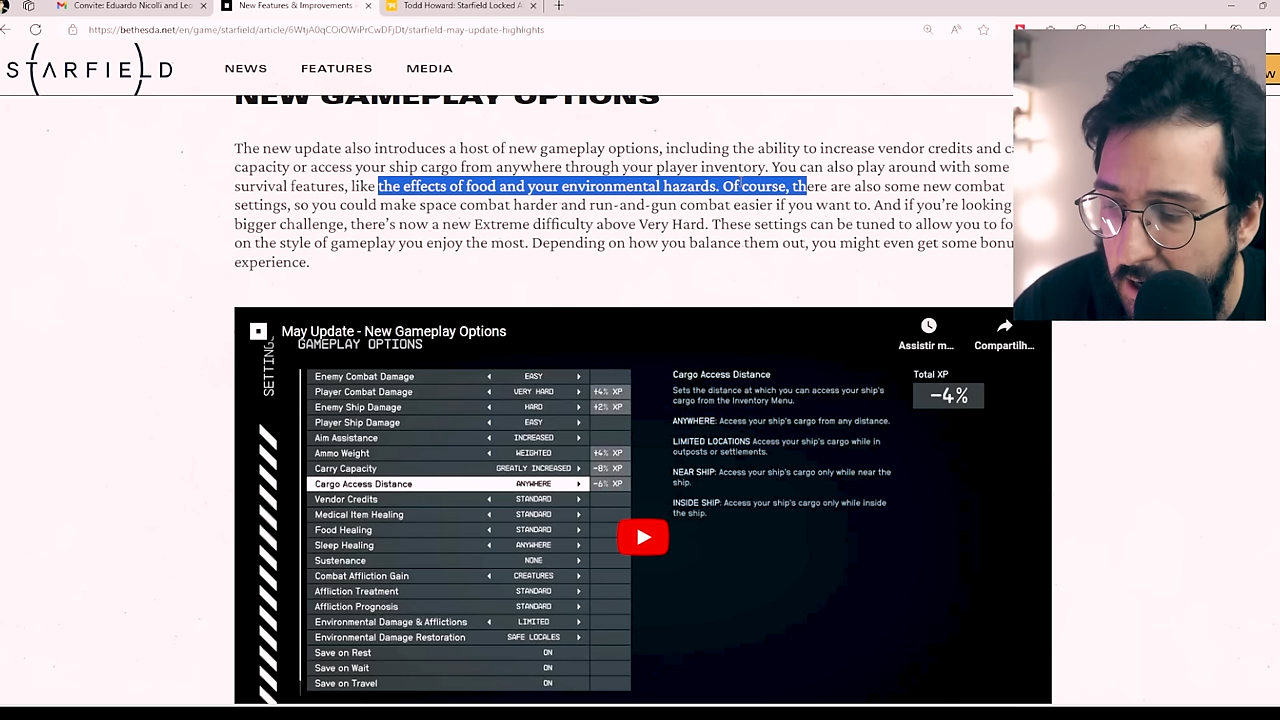 Convite: Eduardo Nicolli and Leo
New Features & Improvements
Todd Howard: Starfield Locked A
https://bethesda.net/en/game/starfield/article/6WtjA0qCOiOWiPrCwDFjDt/starfield-may-update-highlights
STARFIELD
NEWS
FEATURES
MEDIA
NEW GAMEPLAY OPTIONS
The new update also introduces a host of new gameplay options, including the ability to increase vendor credits and c
capacity or access your ship cargo from anywhere through your player inventory. You can also play around with some
survival features, like the effects of food and your environmental hazards. Of course, there are also some new combat
settings, so you could make space combat harder and run-and-gun combat easier if you want to. And if you're looking
bigger challenge, there's now a new Extreme difficulty above Very Hard. These settings can be tuned to allow you to fo
on the style of gameplay you enjoy the most. Depending on how you balance them out, you might even get some bonu
experience.
May Update - New Gameplay Options
Assistir m...
Compartilh...
SETTINGS
GAMEPLAY OPTIONS
Enemy Combat Damage EASY
Player Combat Damage VERY HARD +4% XP
Enemy Ship Damage HARD +2% XP
Player Ship Damage EASY
Aim Assistance INCREASED
Ammo Weight WEIGHTED +4% XP
Carry Capacity GREATLY INCREASED -8% XP
Cargo Access Distance ANYWHERE -6% XP
Vendor Credits STANDARD
Medical Item Healing STANDARD
Food Healing STANDARD
Sleep Healing ANYWHERE
Sustenance NONE
Combat Affliction Gain CREATURES
Affliction Treatment STANDARD
Affliction Prognosis STANDARD
Environmental Damage & Afflictions LIMITED
Environmental Damage Restoration SAFE LOCALES
Save on Rest ON
Save on Wait ON
Save on Travel ON
Cargo Access Distance
Sets the distance at which you can access your ship's
cargo from the Inventory Menu.
ANYWHERE: Access your ship's cargo from any distance.
LIMITED LOCATIONS Access your ship's cargo while in
outposts or settlements.
NEAR SHIP: Access your ship's cargo only while near the
ship.
INSIDE SHIP: Access your ship's cargo only while inside
the ship.
Total XP
-4%